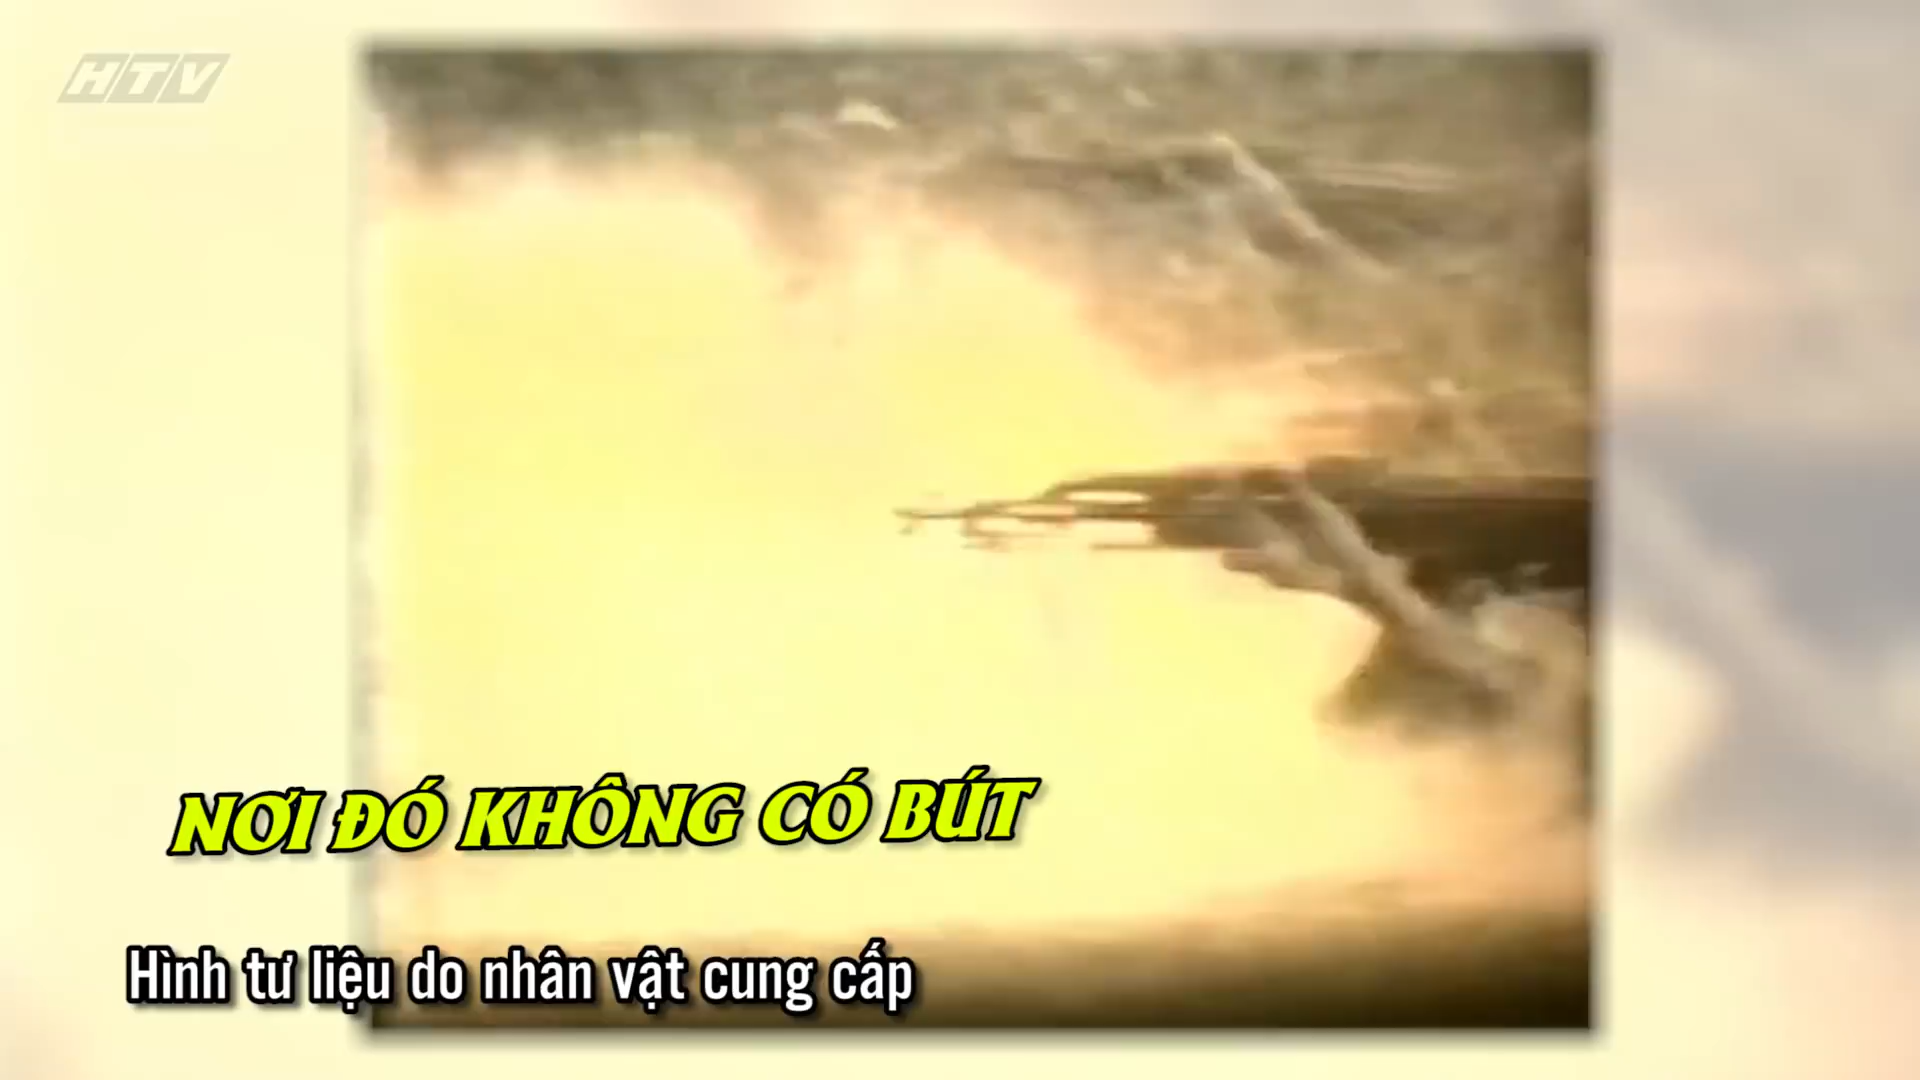 HTV
NƠI ĐÓ KHÔNG CÓ BÚT
Hình tư liệu do nhân vật cung cấp